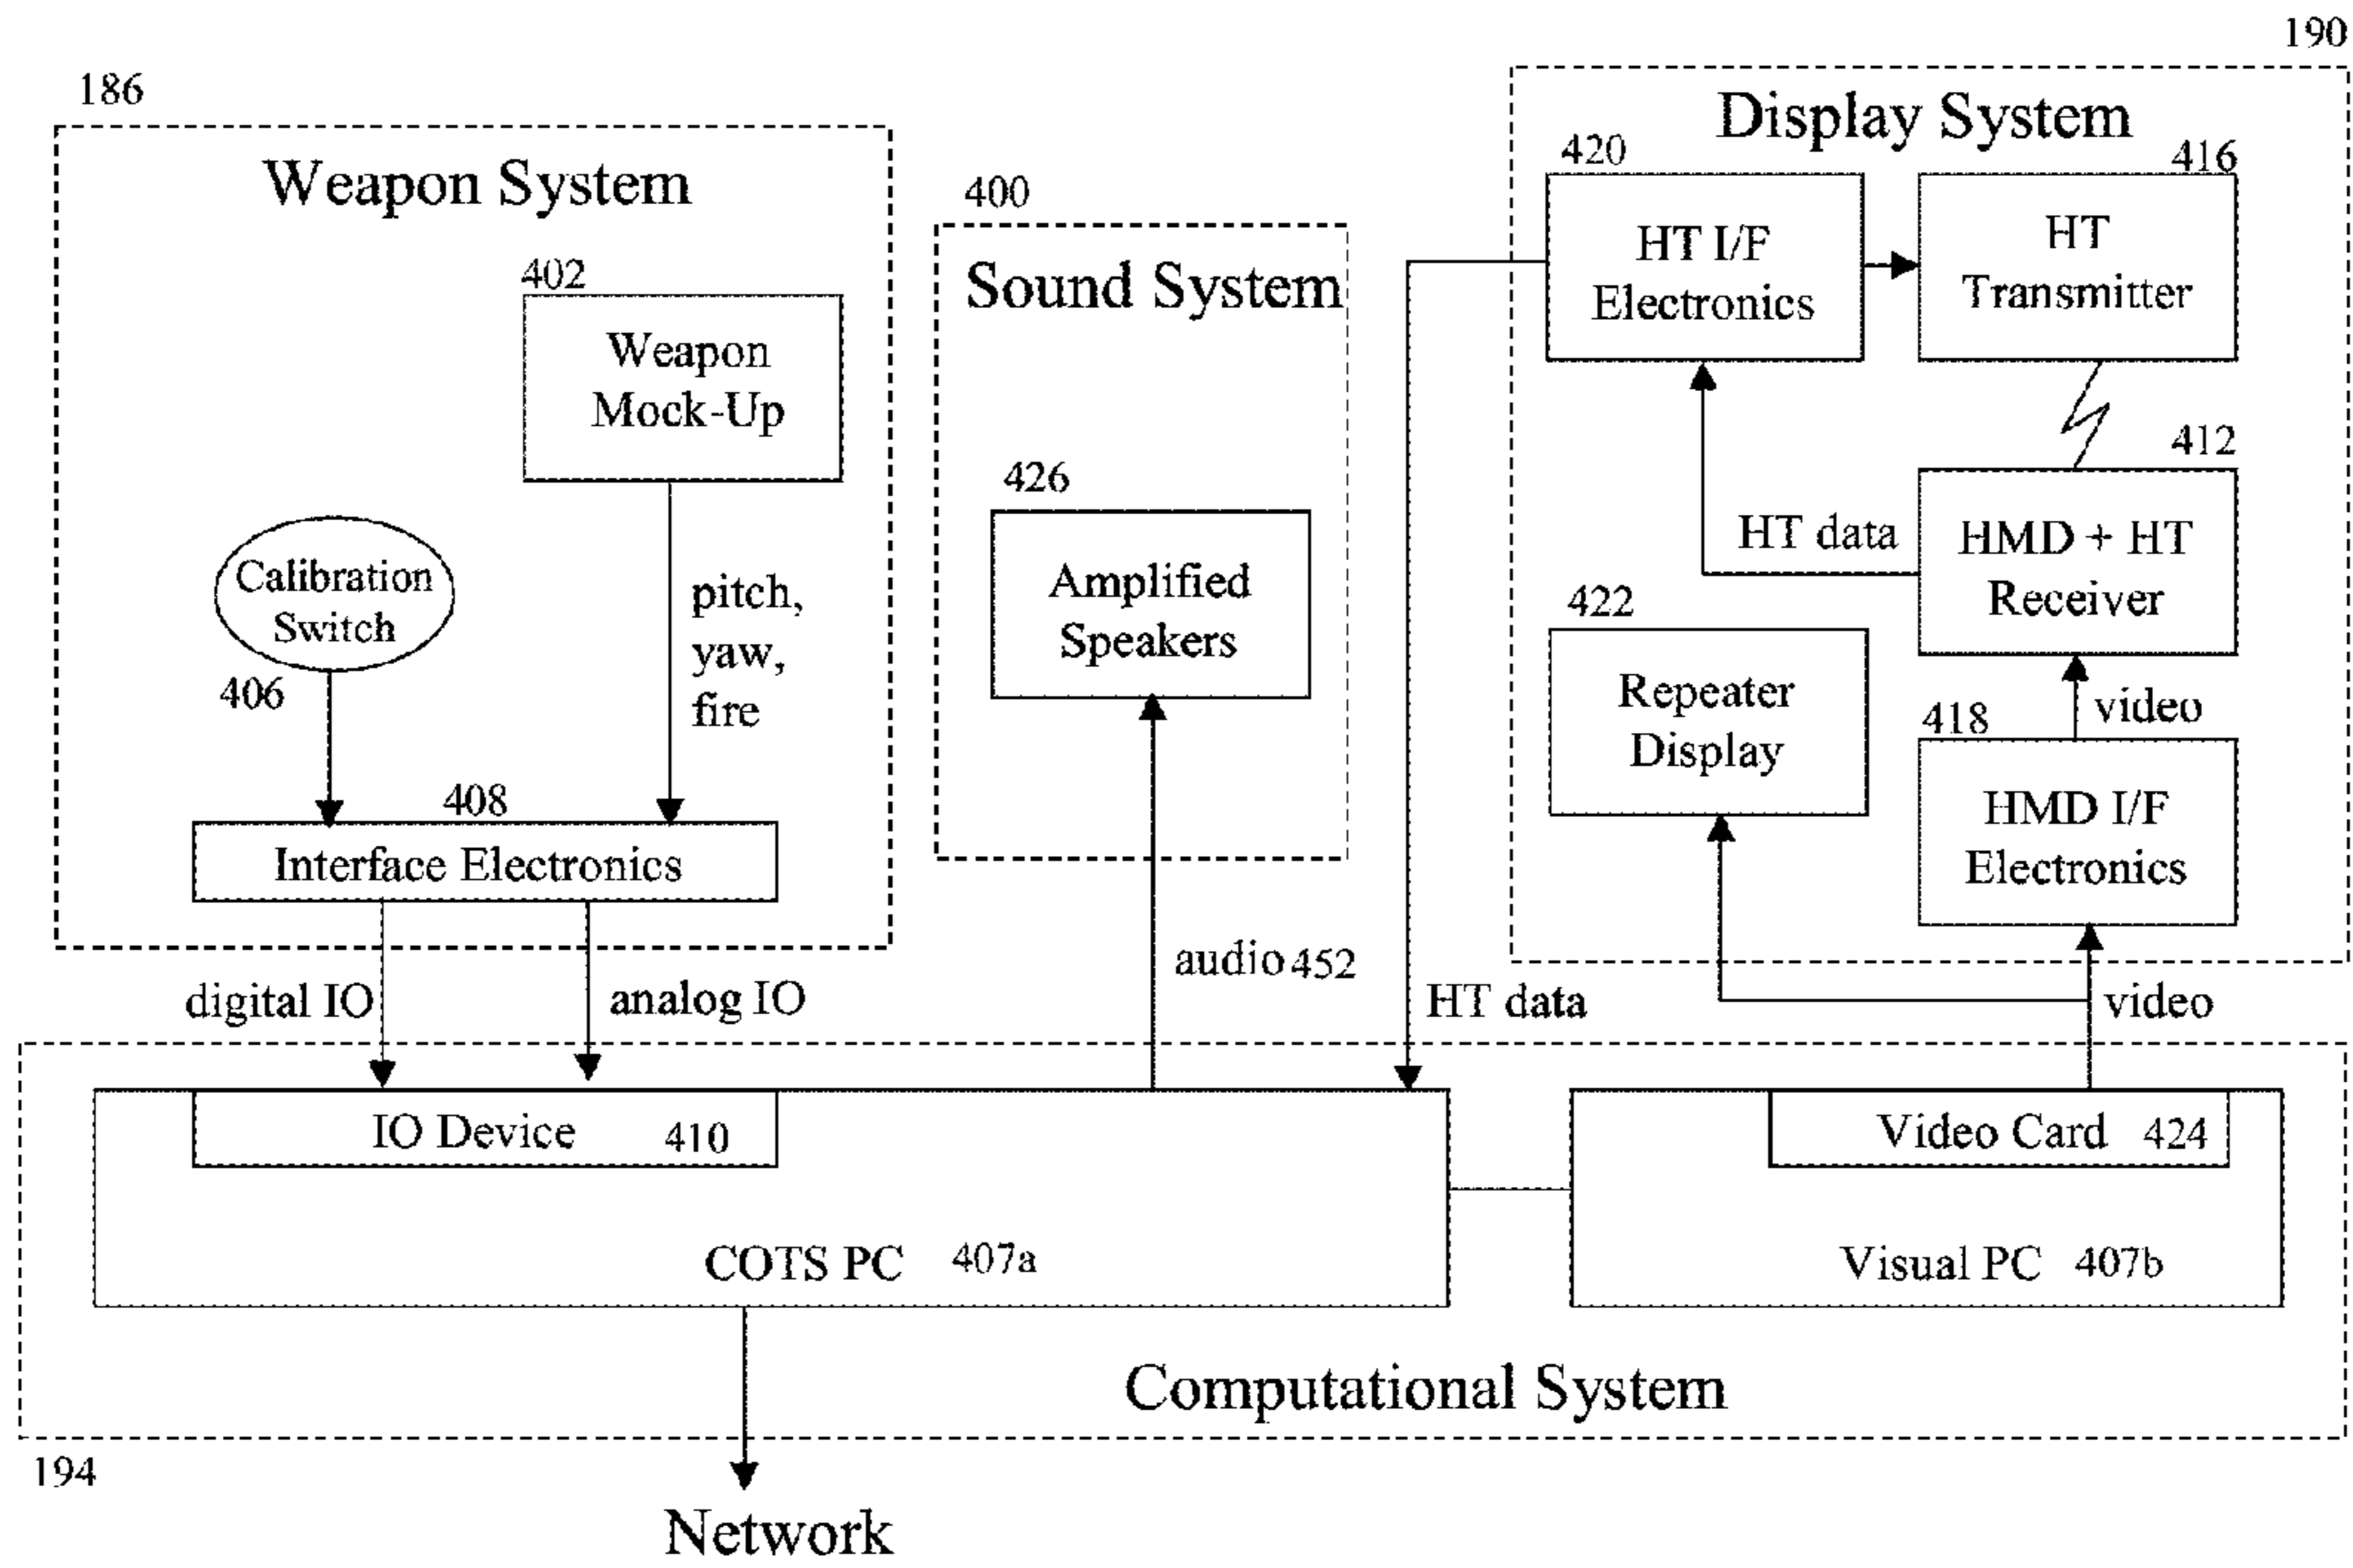 190
186
Display System
Weapon System
420
416
400
HT I/F
Electronics
HT
Transmitter
Sound System
402
Weapon
Mock-Up
412
426
HT data
HMD + HT
Receiver
Calibration
Switch
406
pitch,
yaw,
fire
Amplified
Speakers
422
Repeater
Display
video
418
HMD I/F
Electronics
408
Interface Electronics
digital IO
analog IO
audio 452
HT data
video
IO Device 410
Video Card 424
COTS PC 407a
Visual PC 407b
Computational System
194
Network